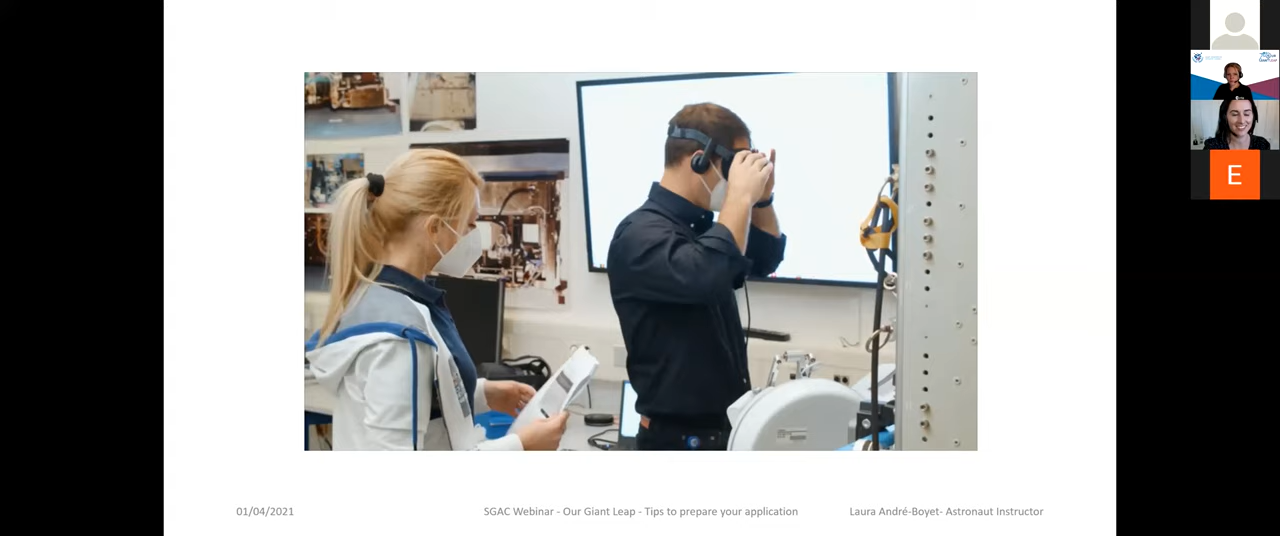 E
01/04/2021
SGAC Webinar - Our Giant Leap - Tips to prepare your application
Laura André-Boyet- Astronaut Instructor